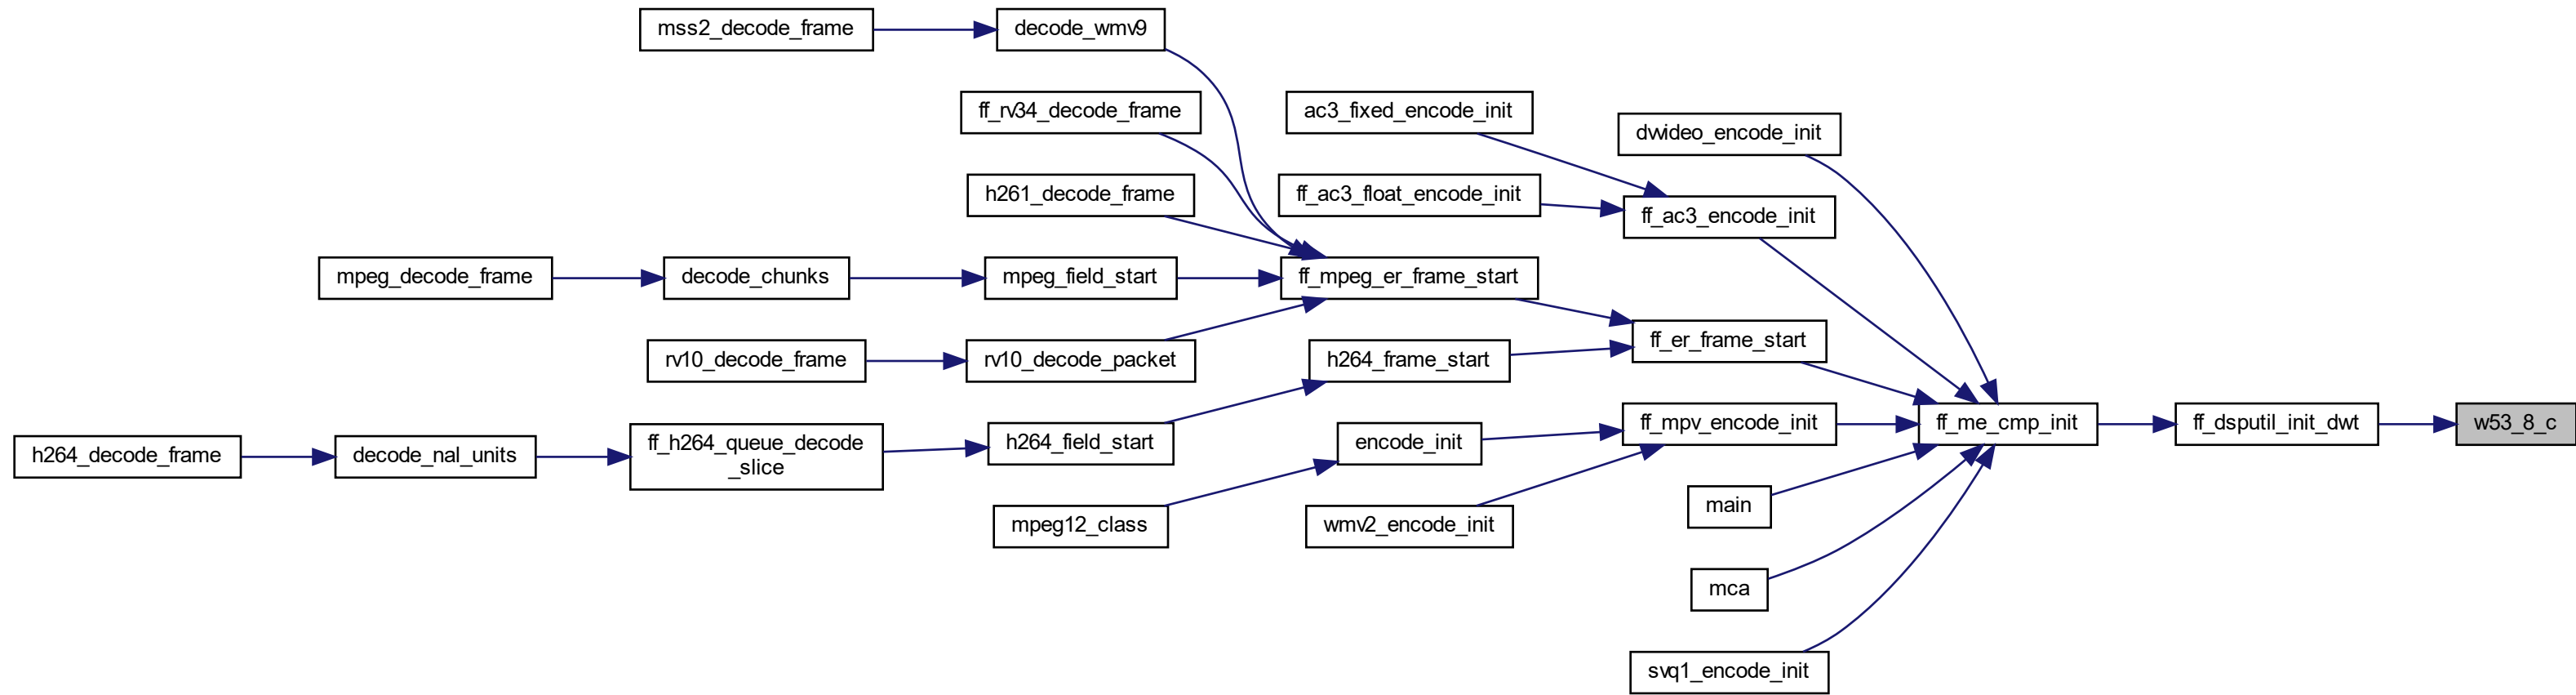 mss2_decode_frame
decode_wmv9
ff_rv34_decode_frame
ac3_fixed_encode_init
dvvideo_encode_init
h261_decode_frame
ff_ac3_float_encode_init
ff_ac3_encode_init
mpeg_decode_frame
decode_chunks
mpeg_field_start
ff_mpeg_er_frame_start
rv10_decode_frame
rv10_decode_packet
h264_frame_start
ff_er_frame_start
h264_decode_frame
decode_nal_units
ff_h264_queue_decode
_slice
h264_field_start
encode_init
ff_mpv_encode_init
ff_me_cmp_init
ff_dsputil_init_dwt
w53_8_c
mpeg12_class
wmv2_encode_init
main
mca
svq1_encode_init